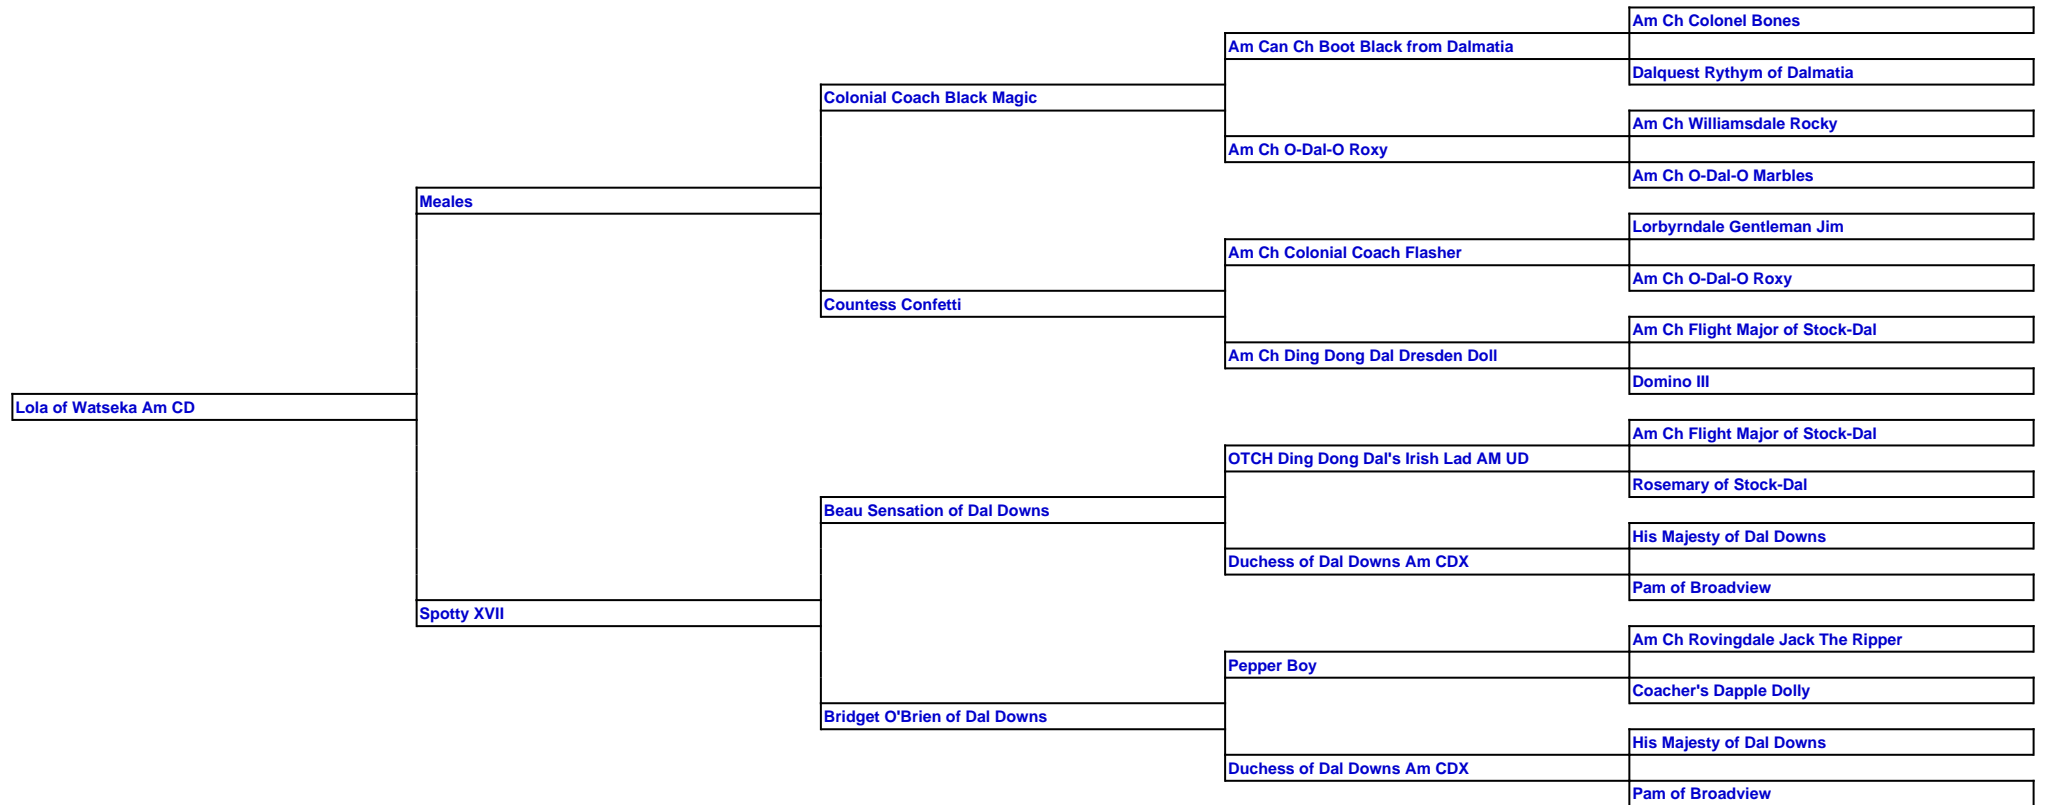 Am Ch Colonel Bones
Am Can Ch Boot Black from Dalmatia
Dalquest Rythym of Dalmatia
Colonial Coach Black Magic
Am Ch Williamsdale Rocky
Am Ch O-Dal-O Roxy
Am Ch O-Dal-O Marbles
Meales
Lorbyrndale Gentleman Jim
Am Ch Colonial Coach Flasher
Am Ch O-Dal-O Roxy
Countess Confetti
Am Ch Flight Major of Stock-Dal
Am Ch Ding Dong Dal Dresden Doll
Domino III
Lola of Watseka Am CD
Am Ch Flight Major of Stock-Dal
OTCH Ding Dong Dal's Irish Lad AM UD
Rosemary of Stock-Dal
Beau Sensation of Dal Downs
His Majesty of Dal Downs
Duchess of Dal Downs Am CDX
Pam of Broadview
Spotty XVII
Am Ch Rovingdale Jack The Ripper
Pepper Boy
Coacher's Dapple Dolly
Bridget O'Brien of Dal Downs
His Majesty of Dal Downs
Duchess of Dal Downs Am CDX
Pam of Broadview